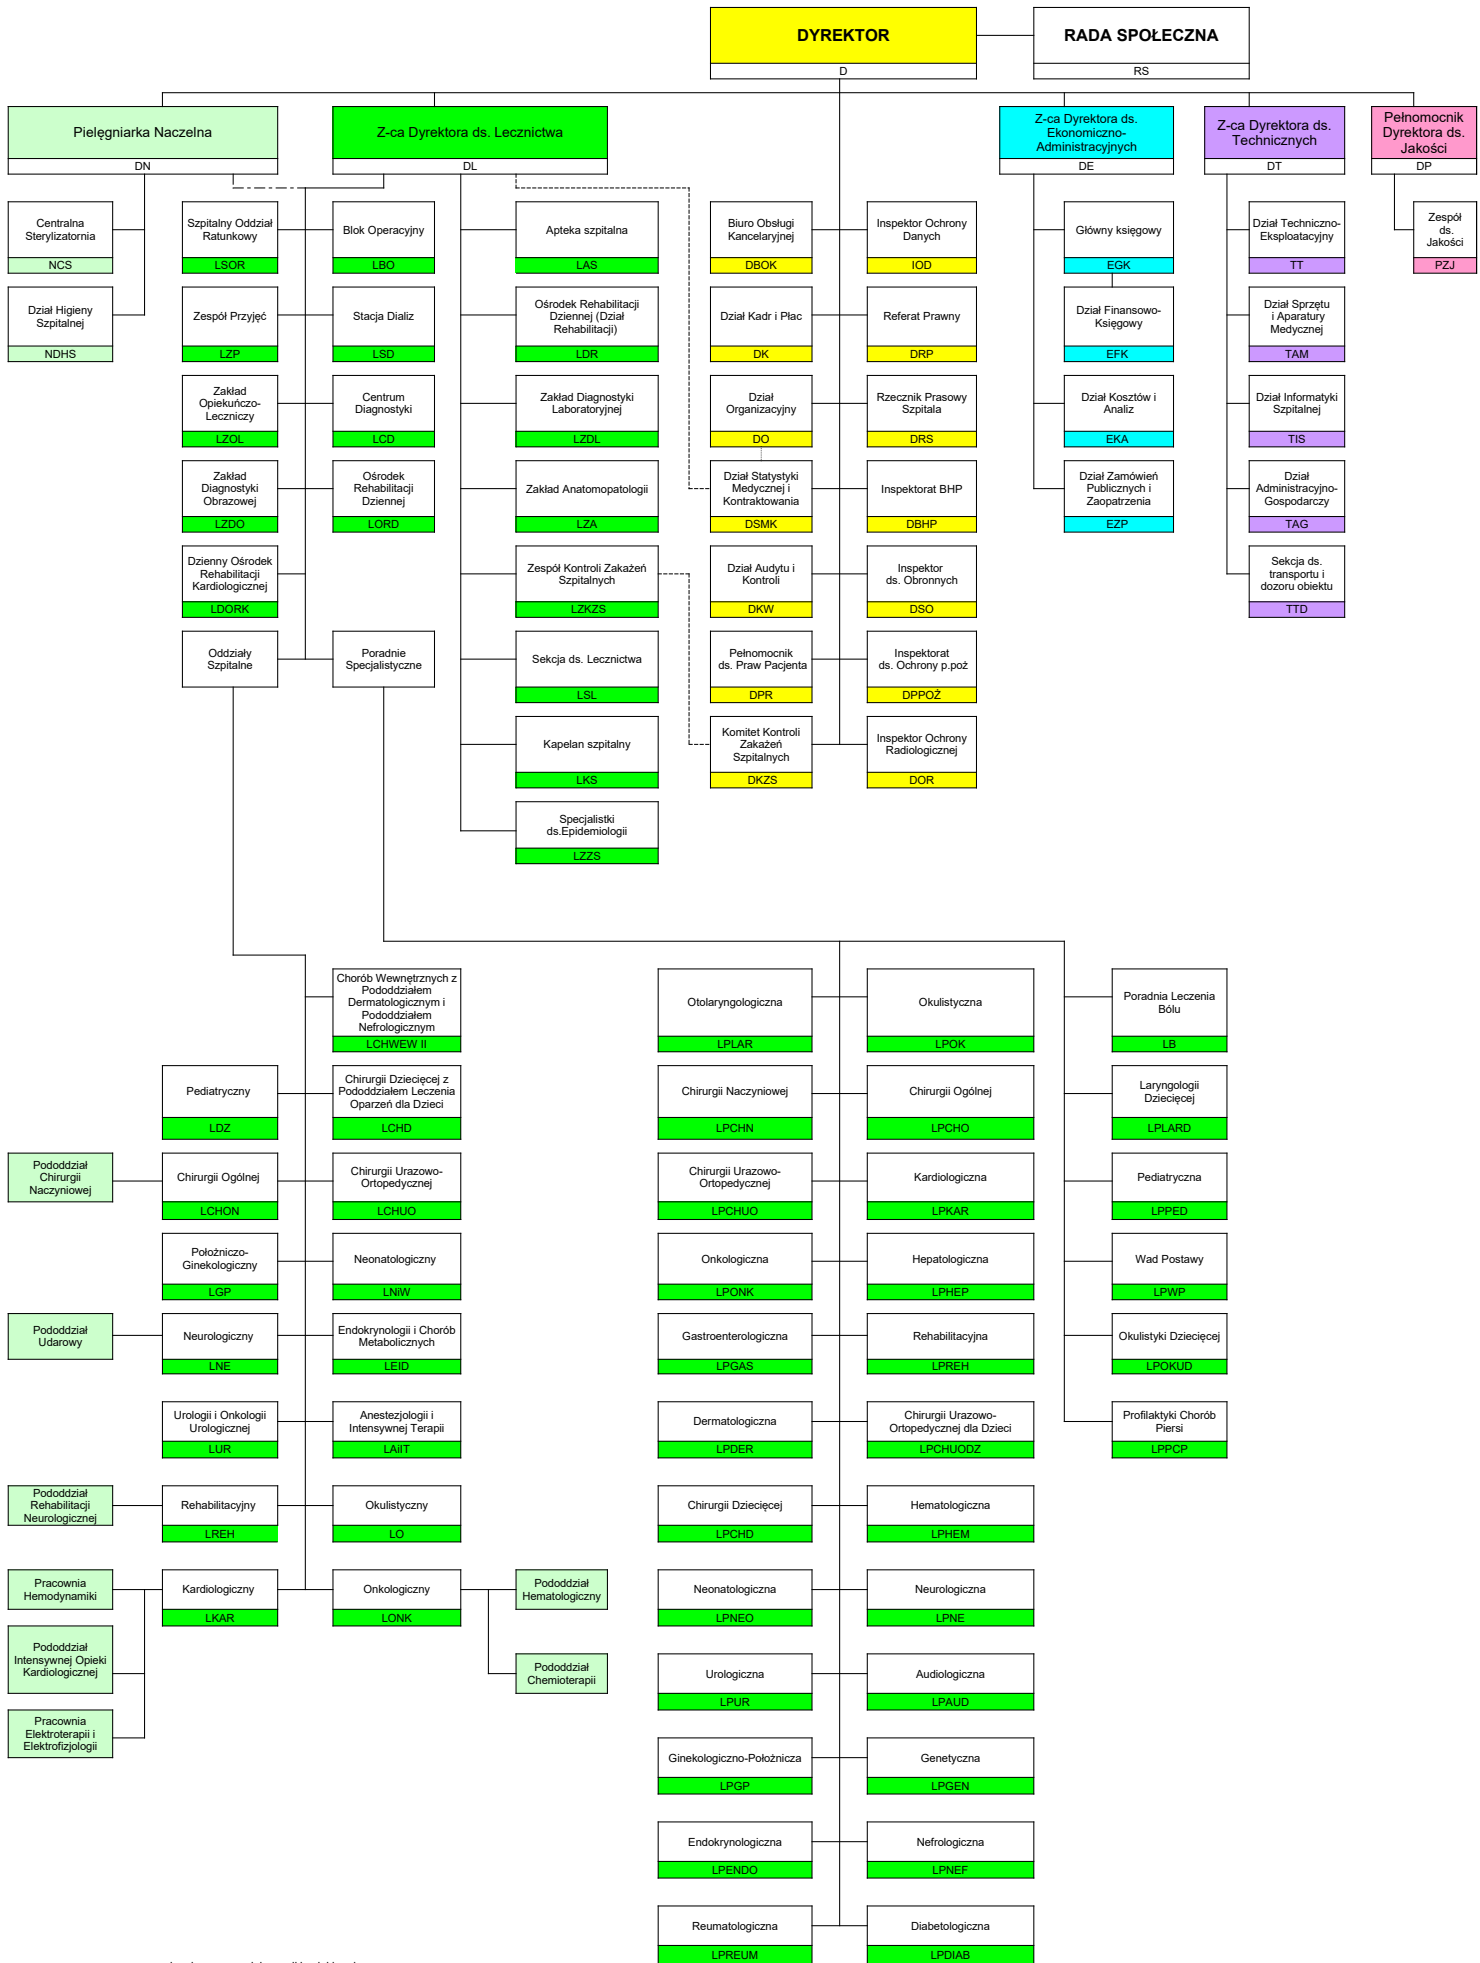 DYREKTOR
D
RADA SPOŁECZNA
RS
Pielęgniarka Naczelna
DN
Z-ca Dyrektora ds. Lecznictwa
DL
Z-ca Dyrektora ds.
Ekonomiczno-
Administracyjnych
DE
Z-ca Dyrektora ds.
Technicznych
DT
Pełnomocnik
Dyrektora ds.
Jakości
DP
Centralna
Sterylizatornia
NCS
Szpitalny Oddział
Ratunkowy
LSOR
Blok Operacyjny
LBO
Apteka szpitalna
LAS
Biuro Obsługi
Kancelaryjnej
DBOK
Inspektor Ochrony
Danych
IOD
Główny księgowy
EGK
Dział Techniczno-
Eksploatacyjny
TT
Zespół
ds.
Jakości
PZJ
Dział Higieny
Szpitalnej
NDHS
Zespół Przyjęć
LZP
Stacja Dializ
LSD
Ośrodek Rehabilitacji
Dziennej (Dział
Rehabilitacji)
LDR
Dział Kadr i Płac
DK
Referat Prawny
DRP
Dział Finansowo-
Księgowy
EFK
Dział Sprzętu
i Aparatury
Medycznej
TAM
Zakład
Opiekuńczo-
Leczniczy
LZOL
Centrum
Diagnostyki
LCD
Zakład Diagnostyki
Laboratoryjnej
LZDL
Dział
Organizacyjny
DO
Rzecznik Prasowy
Szpitala
DRS
Dział Kosztów i
Analiz
EKA
Dział Informatyki
Szpitalnej
TIS
Zakład
Diagnostyki
Obrazowej
LZDO
Ośrodek
Rehabilitacji
Dziennej
LORD
Zakład Anatomopatologii
LZA
Dział Statystyki
Medycznej i
Kontraktowania
DSMK
Inspektorat BHP
DBHP
Dział Zamówień
Publicznych i
Zaopatrzenia
EZP
Dział
Administracyjno-
Gospodarczy
TAG
Dzienny Ośrodek
Rehabilitacji
Kardiologicznej
LDORK
Zespół Kontroli Zakażeń
Szpitalnych
LZKZS
Dział Audytu i
Kontroli
DKW
Inspektor
ds. Obronnych
DSO
Sekcja ds.
transportu i
dozoru obiektu
TTD
Oddziały
Szpitalne
Poradnie
Specjalistyczne
Sekcja ds. Lecznictwa
LSL
Pełnomocnik
ds. Praw Pacjenta
DPR
Inspektorat
ds. Ochrony p.poż
DPPOŻ
Kapelan szpitalny
LKS
Komitet Kontroli
Zakażeń
Szpitalnych
DKZS
Inspektor Ochrony
Radiologicznej
DOR
Specjalistki
ds.Epidemiologii
LZZS
Chorób Wewnętrznych z
Pododdziałem
Dermatologicznym i
Pododdziałem
Nefrologicznym
LCHWEW II
Otolaryngologiczna
LPLAR
Okulistyczna
LPOK
Poradnia Leczenia
Bólu
LB
Pediatryczny
LDZ
Chirurgii Dziecięcej z
Pododdziałem Leczenia
Oparzeń dla Dzieci
LCHD
Chirurgii Naczyniowej
LPCHN
Chirurgii Ogólnej
LPCHO
Laryngologii
Dziecięcej
LPLARD
Pododdział
Chirurgii
Naczyniowej
Chirurgii Ogólnej
LCHON
Chirurgii Urazowo-
Ortopedycznej
LCHUO
Chirurgii Urazowo-
Ortopedycznej
LPCHUO
Kardiologiczna
LPKAR
Pediatryczna
LPPED
Położniczo-
Ginekologiczny
LGP
Neonatologiczny
LNiW
Onkologiczna
LPONK
Hepatologiczna
LPHEP
Wad Postawy
LPWP
Pododdział
Udarowy
Neurologiczny
LNE
Endokrynologii i Chorób
Metabolicznych
LEID
Gastroenterologiczna
LPGAS
Rehabilitacyjna
LPREH
Okulistyki Dziecięcej
LPOKUD
Urologii i Onkologii
Urologicznej
LUR
Anestezjologii i
Intensywnej Terapii
LAiIT
Dermatologiczna
LPDER
Chirurgii Urazowo-
Ortopedycznej dla Dzieci
LPCHUODZ
Profilaktyki Chorób
Piersi
LPPCP
Pododdział
Rehabilitacji
Neurologicznej
Rehabilitacyjny
LREH
Okulistyczny
LO
Chirurgii Dziecięcej
LPCHD
Hematologiczna
LPHEM
Pracownia
Hemodynamiki
Kardiologiczny
LKAR
Onkologiczny
LONK
Pododdział
Hematologiczny
Neonatologiczna
LPNEO
Neurologiczna
LPNE
Pododdział
Intensywnej Opieki
Kardiologicznej
Pododdział
Chemioterapii
Urologiczna
LPUR
Audiologiczna
LPAUD
Pracownia
Elektroterapii i
Elektrofizjologii
Ginekologiczno-Położnicza
LPGP
Genetyczna
LPGEN
Endokrynologiczna
LPENDO
Nefrologiczna
LPNEF
Reumatologiczna
LPREUM
Diabetologiczna
LPDIAB